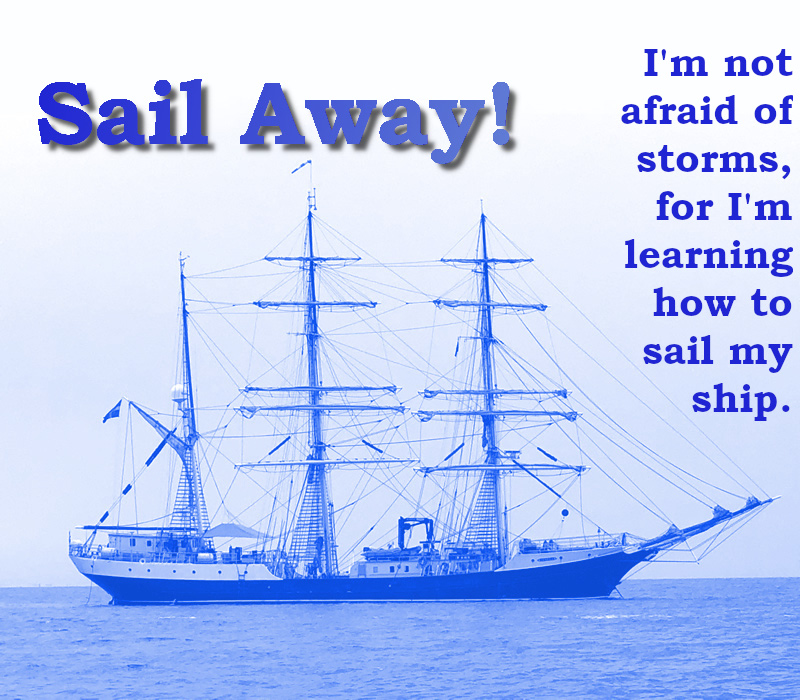 Sail Away!
I'm not
afraid of
storms,
for I'm
learning
how to
sail my
ship.